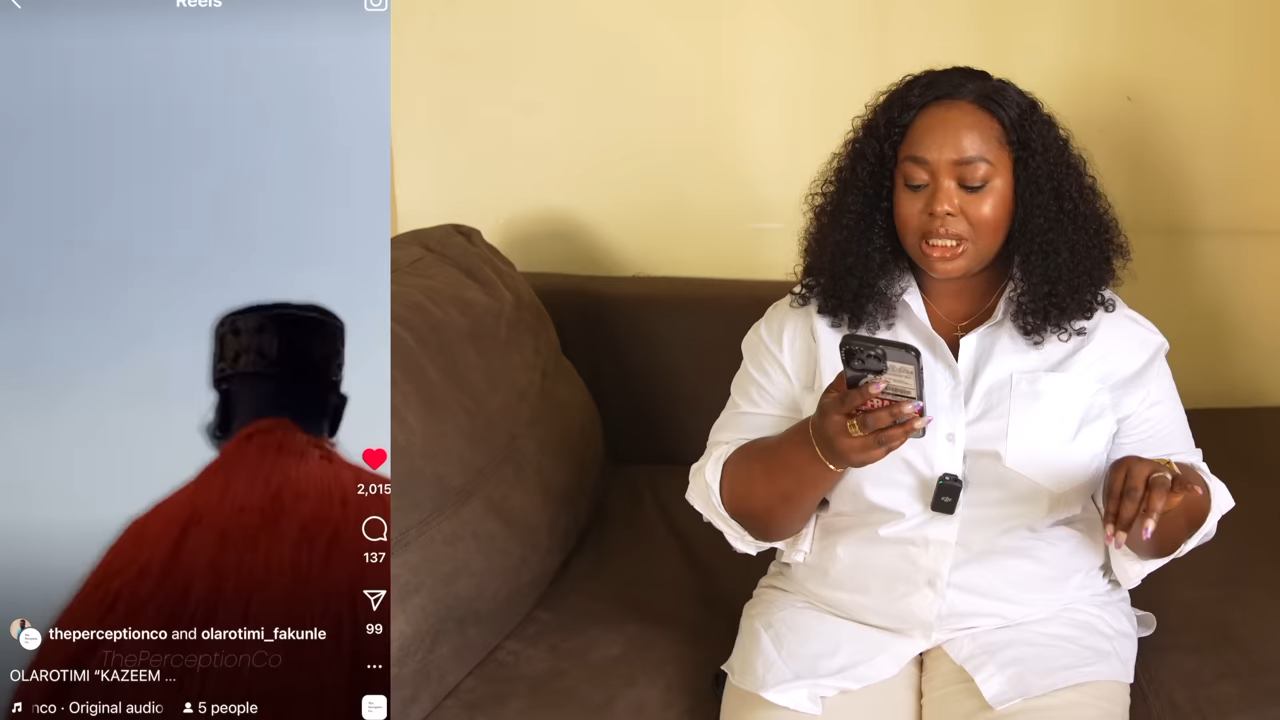 Reels
2,015
137
99
theperceptionco and olarotimi_fakunle
ThePerceptionCo
OLAROTIMI “KAZEEM ...
nco · Original audio
5 people